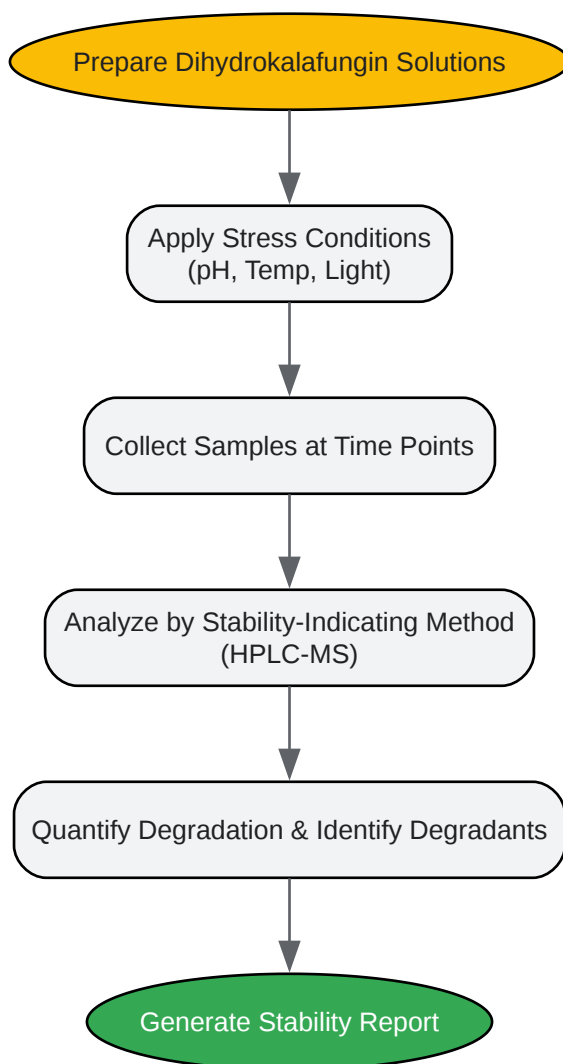 Prepare Dihydrokalafungin Solutions
Apply Stress Conditions
(pH, Temp, Light)
Collect Samples at Time Points
Analyze by Stability-Indicating Method
(HPLC-MS)
Quantify Degradation & Identify Degradants
Generate Stability Report